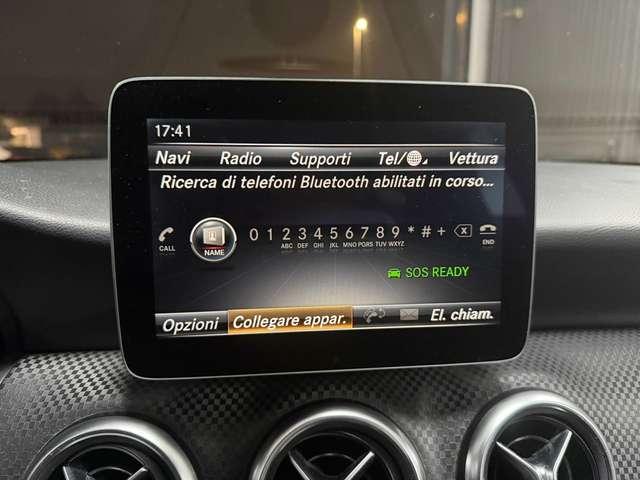 17:41
Navi Radio Supporti Tel/ Vettura
Ricerca di telefoni Bluetooth abilitati in corso...
CALL NAME 0 1 2 3 4 5 6 7 8 9 * # + END
ABC DEF GHI JKL MNO PQRS TUV WXYZ
SOS READY
Opzioni Collegare appar. El. chiam.